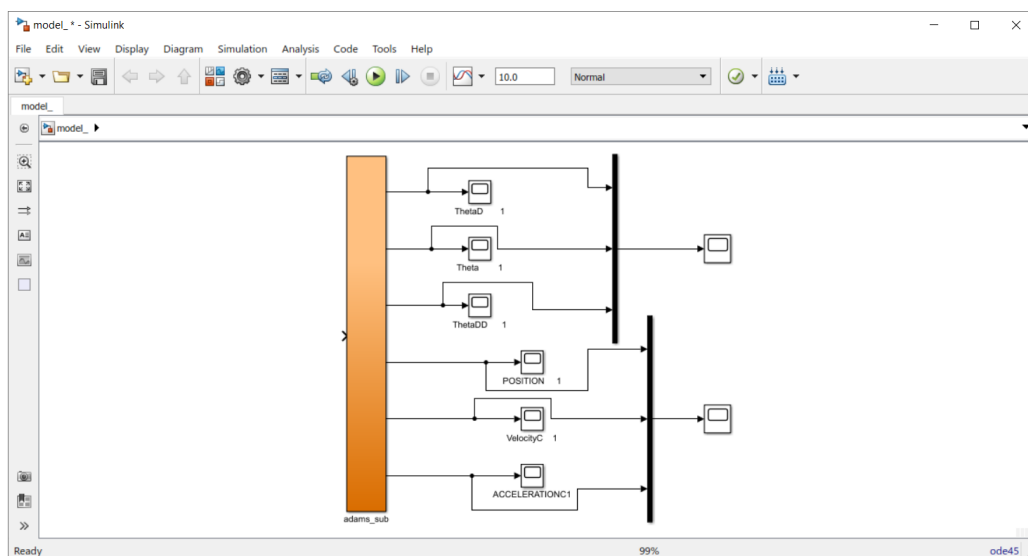 model_ * - Simulink
File Edit View Display Diagram Simulation Analysis Code Tools Help
10.0 Normal
model_
model_
ThetaD 1
Theta 1
ThetaDD 1
POSITION 1
VelocityC 1
ACCELERATIONC1
adams_sub
Ready 99% ode45